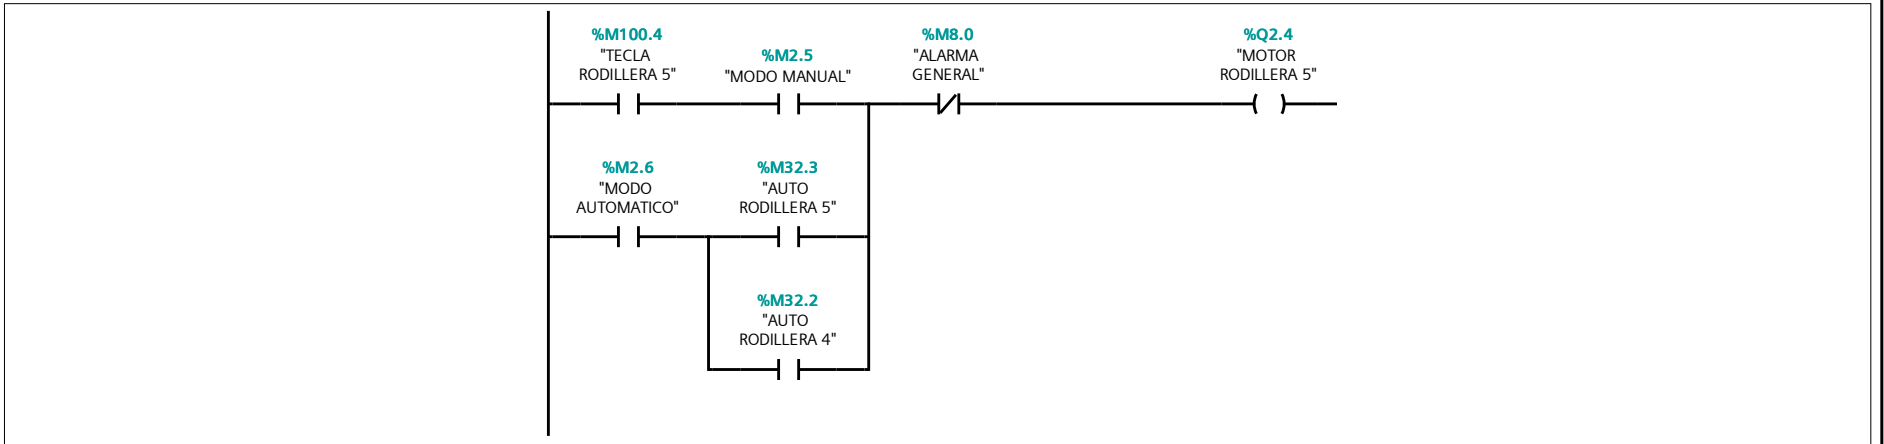 %M100.4
"TECLA
RODILLERA 5"
%M2.5
"MODO MANUAL"
%M8.0
"ALARMA
GENERAL"
%Q2.4
"MOTOR
RODILLERA 5"
%M2.6
"MODO
AUTOMATICO"
%M32.3
"AUTO
RODILLERA 5"
%M32.2
"AUTO
RODILLERA 4"